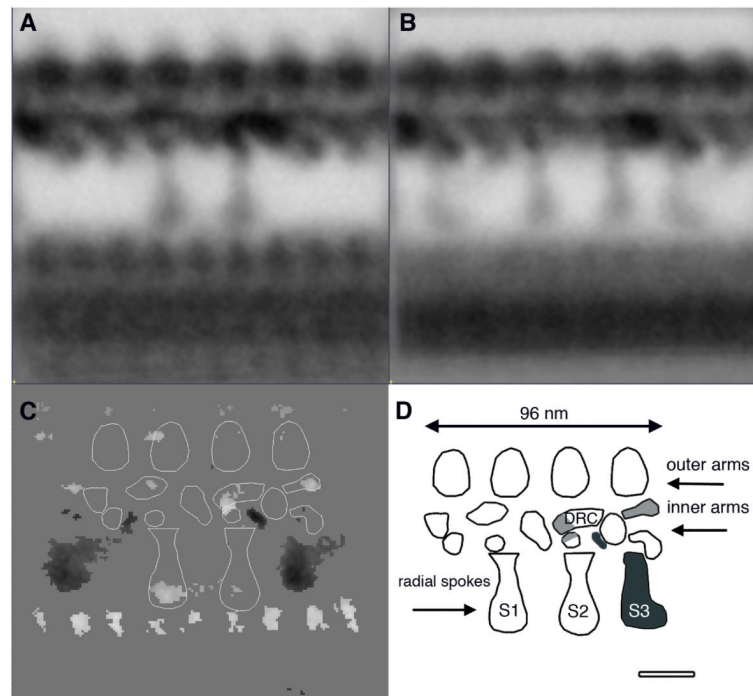 A
B
C
D
96 nm
outer arms
inner arms
DRC
radial spokes
S1
S2
S3